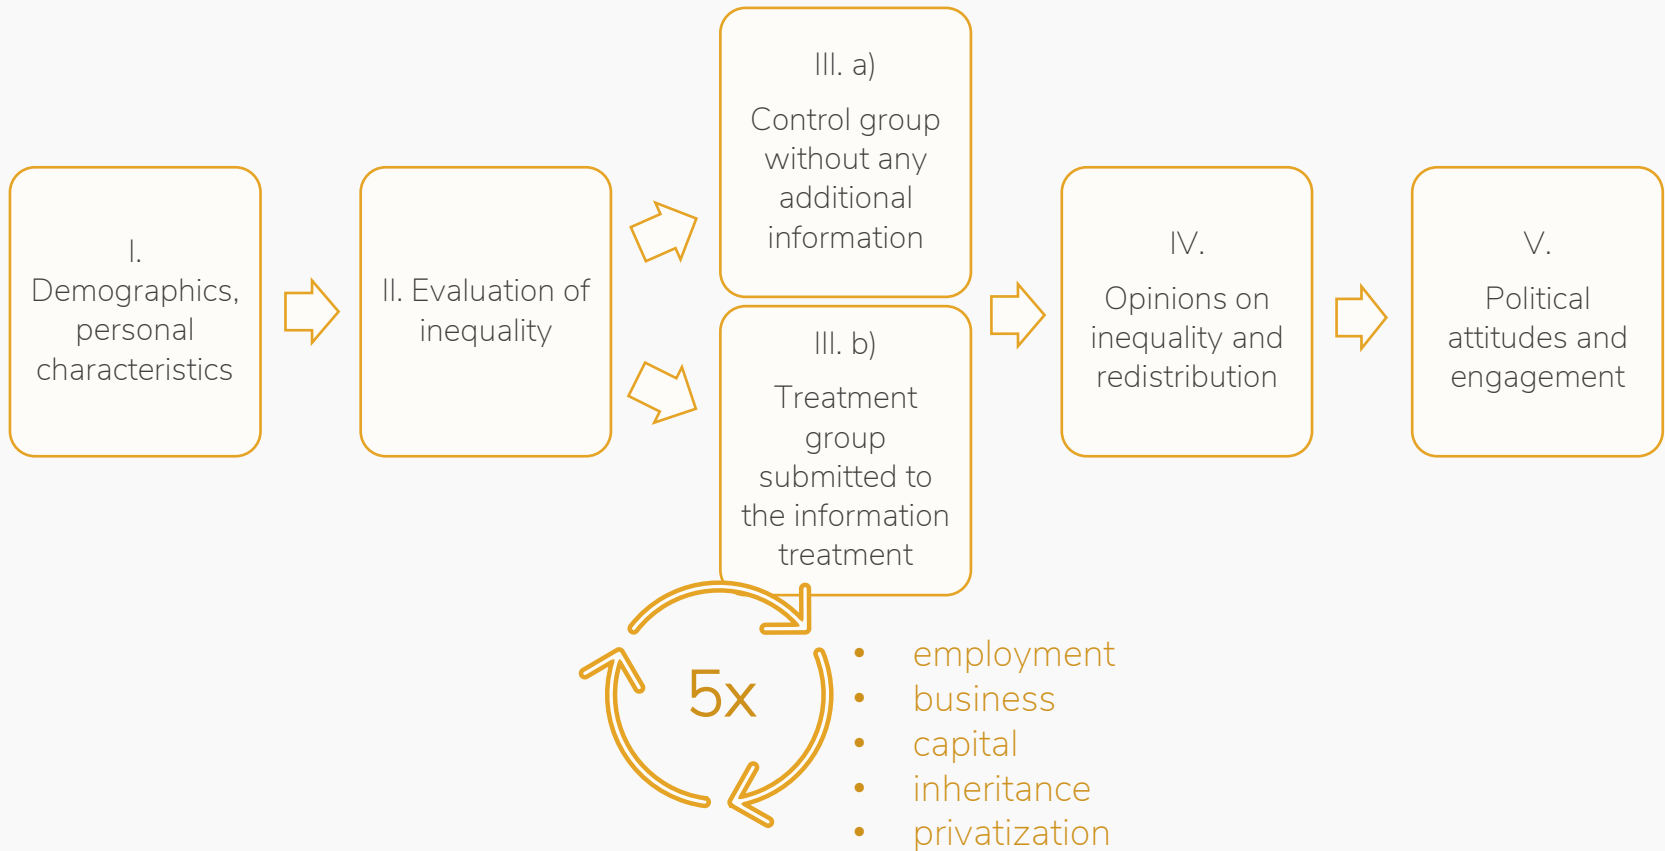 I.
Demographics,
personal
characteristics
II. Evaluation of
inequality
III. a)
Control group
without any
additional
information
III. b)
Treatment
group
submitted to
the information
treatment
IV.
Opinions on
inequality and
redistribution
V.
Political
attitudes and
engagement
5x
• employment
• business
• capital
• inheritance
• privatization